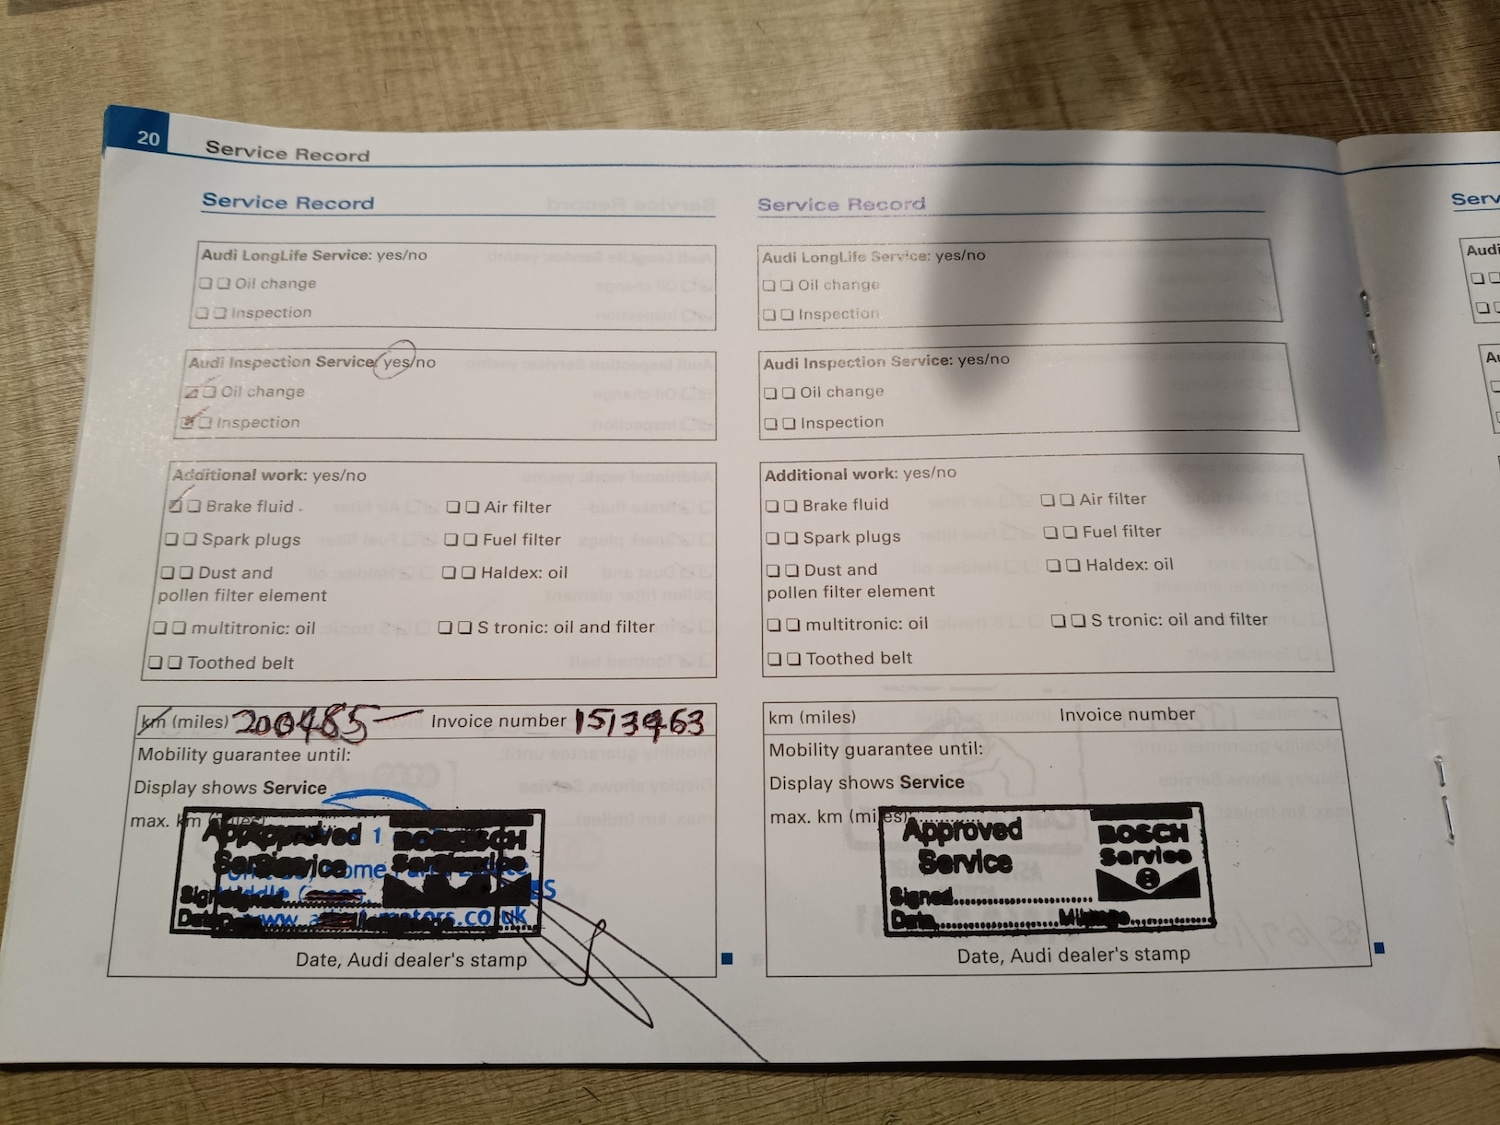 20 Service Record
Service Record
Audi LongLife Service: yes/no
Oil change
Inspection
Audi Inspection Service: yes/no
Oil change
Inspection
Additional work: yes/no
Brake fluid Air filter
Spark plugs Fuel filter
Dust and Haldex: oil
pollen filter element
multitronic: oil S tronic: oil and filter
Toothed belt
km (miles) Invoice number
Mobility guarantee until:
Display shows Service
max. km (miles)
Approved BOSCH
Service Service
Signed
Date
Date, Audi dealer's stamp
Service Record
Audi LongLife Service: yes/no
Oil change
Inspection
Audi Inspection Service: yes/no
Oil change
Inspection
Additional work: yes/no
Brake fluid Air filter
Spark plugs Fuel filter
Dust and Haldex: oil
pollen filter element
multitronic: oil S tronic: oil and filter
Toothed belt
km (miles) Invoice number
Mobility guarantee until:
Display shows Service
max. km (miles)
Approved BOSCH
Service Service
Signed
Date Mileage
Date, Audi dealer's stamp